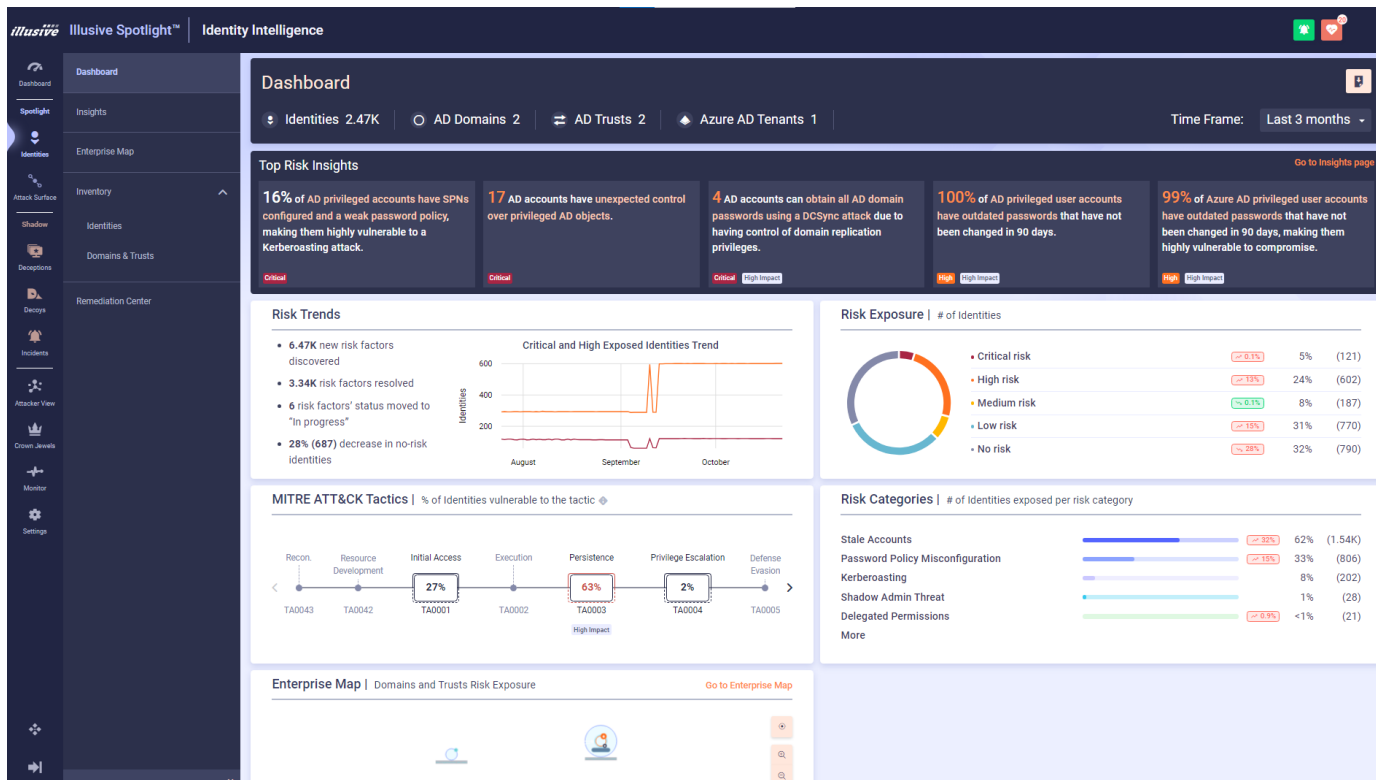 illusive Illusive Spotlight™ Identity Intelligence
20
Dashboard
Spotlight
Identities
Attack Surface
Shadow
Deceptions
Decoys
Incidents
Attacker View
Crown Jewels
Monitor
Settings
Dashboard
Insights
Enterprise Map
Inventory
Identities
Domains & Trusts
Remediation Center
Dashboard
Identities 2.47K AD Domains 2 AD Trusts 2 Azure AD Tenants 1 Time Frame: Last 3 months
Top Risk Insights Go to Insights page
16% of AD privileged accounts have SPNs
configured and a weak password policy,
making them highly vulnerable to a
Kerberoasting attack.
Critical
17 AD accounts have unexpected control
over privileged AD objects.
Critical
4 AD accounts can obtain all AD domain
passwords using a DCSync attack due to
having control of domain replication
privileges.
Critical High Impact
100% of AD privileged user accounts
have outdated passwords that have not
been changed in 90 days.
High High Impact
99% of Azure AD privileged user accounts
have outdated passwords that have not
been changed in 90 days, making them
highly vulnerable to compromise.
High High Impact
Risk Trends
• 6.47K new risk factors
discovered
• 3.34K risk factors resolved
• 6 risk factors' status moved to
"In progress"
• 28% (687) decrease in no-risk
identities
Critical and High Exposed Identities Trend
Identities
600
400
200
August September October
Risk Exposure | # of Identities
Critical risk 0.1% 5% (121)
High risk 13% 24% (602)
Medium risk 0.1% 8% (187)
Low risk 15% 31% (770)
No risk 28% 32% (790)
MITRE ATT&CK Tactics | % of Identities vulnerable to the tactic
Recon. Resource Development Initial Access Execution Persistence Privilege Escalation Defense Evasion
27% 63% 2%
TA0043 TA0042 TA0001 TA0002 TA0003 TA0004 TA0005
High Impact
Risk Categories | # of Identities exposed per risk category
Stale Accounts 32% 62% (1.54K)
Password Policy Misconfiguration 15% 33% (806)
Kerberoasting 8% (202)
Shadow Admin Threat 1% (28)
Delegated Permissions 0.9% <1% (21)
More
Enterprise Map | Domains and Trusts Risk Exposure Go to Enterprise Map